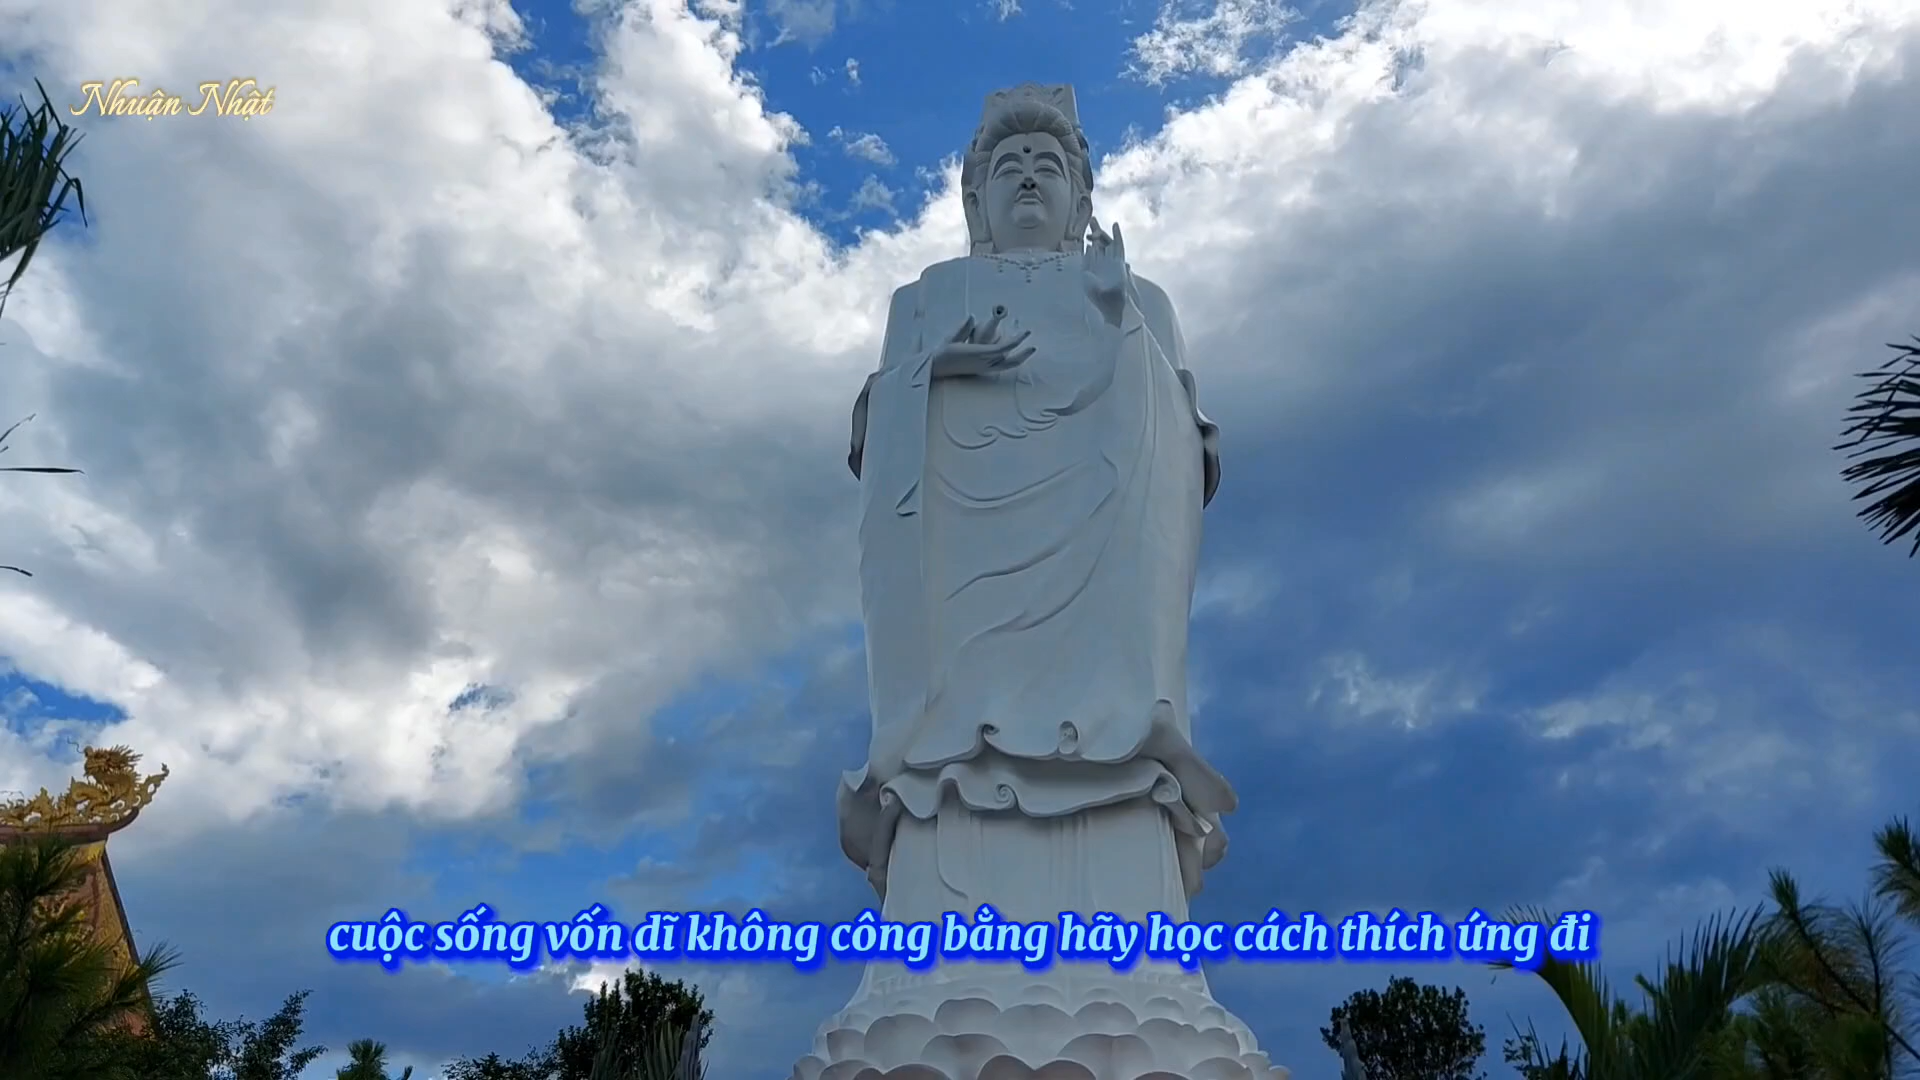 Nhuận Nhật
cuộc sống vốn dĩ không công bằng hãy học cách thích ứng đi